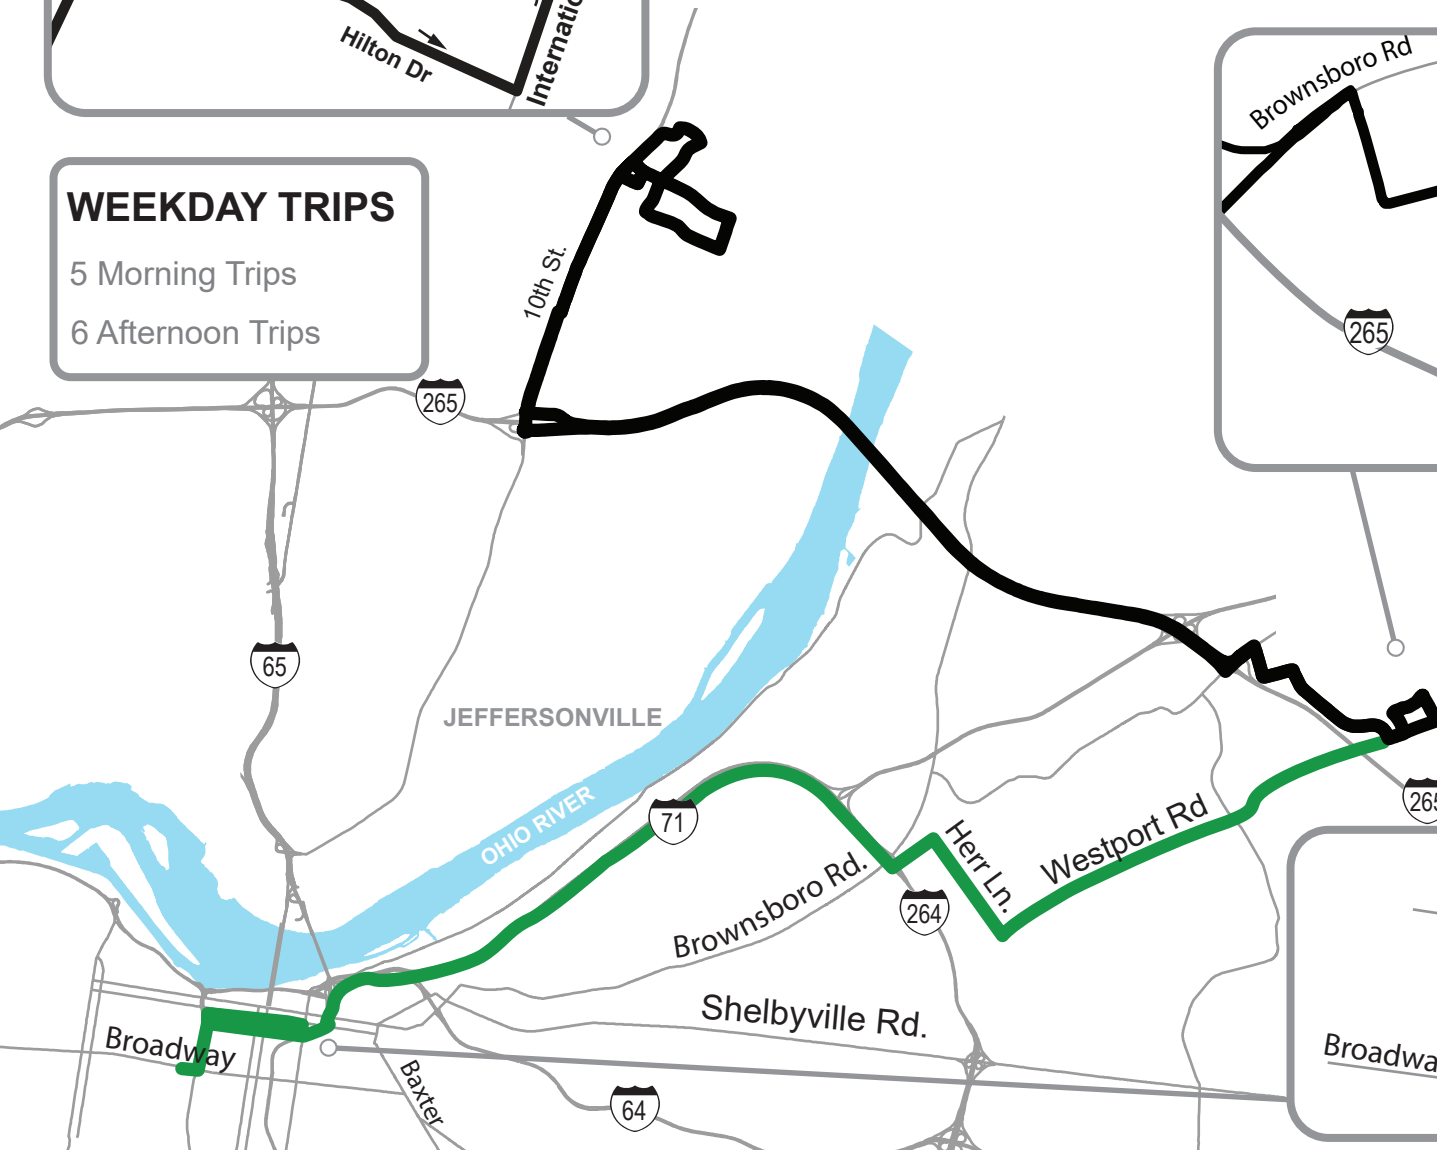 Hilton Dr
Internatio
Brownsboro Rd
WEEKDAY TRIPS
5 Morning Trips
6 Afternoon Trips
10th St.
265
265
65
JEFFERSONVILLE
OHIO RIVER
71
Herr Ln.
Westport Rd
265
Brownsboro Rd.
264
Shelbyville Rd.
Broadway
Broadwa
Baxter
64